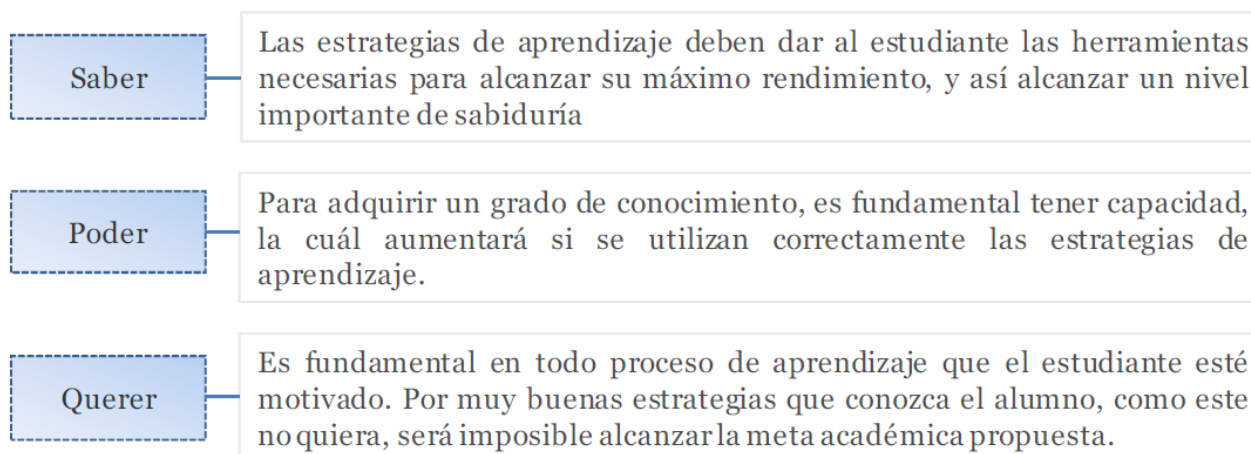 Saber
Las estrategias de aprendizaje deben dar al estudiante las herramientas
necesarias para alcanzar su máximo rendimiento, y así alcanzar un nivel
importante de sabiduría
Poder
Para adquirir un grado de conocimiento, es fundamental tener capacidad,
la cuál aumentará si se utilizan correctamente las estrategias de
aprendizaje.
Querer
Es fundamental en todo proceso de aprendizaje que el estudiante esté
motivado. Por muy buenas estrategias que conozca el alumno, como este
no quiera, será imposible alcanzar la meta académica propuesta.